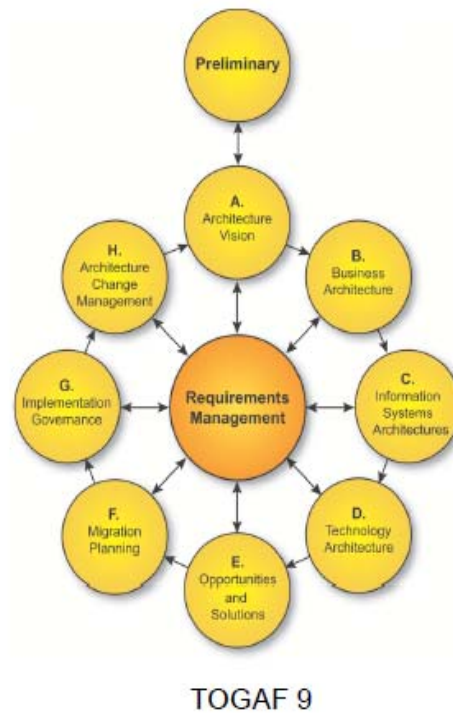 Preliminary
A.
Architecture
Vision
B.
Business
Architecture
C.
Information
Systems
Architectures
D.
Technology
Architecture
E.
Opportunities
and
Solutions
F.
Migration
Planning
G.
Implementation
Governance
H.
Architecture
Change
Management
Requirements
Management
TOGAF 9